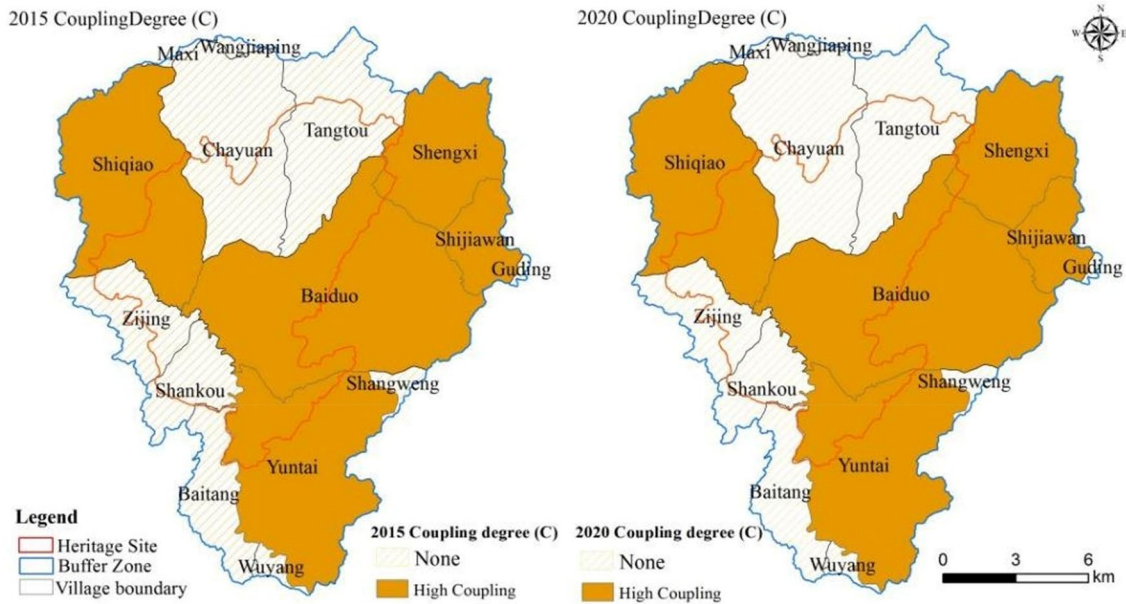 2015 CouplingDegree (C)
Maxi
Wangjiaping
Tangtou
Chayuan
Shiqiao
Shengxi
Shijiawan
Guding
Baiduo
Zijing
Shankou
Shangweng
Yuntai
Baitang
Wuyang
Legend
Heritage Site
Buffer Zone
Village boundary
2015 Coupling degree (C)
None
High Coupling
2020 CouplingDegree (C)
N
W
E
S
Maxi
Wangjiaping
Tangtou
Chayuan
Shiqiao
Shengxi
Shijiawan
Guding
Baiduo
Zijing
Shankou
Shangweng
Yuntai
Baitang
Wuyang
2020 Coupling degree (C)
None
High Coupling
0 3 6
km